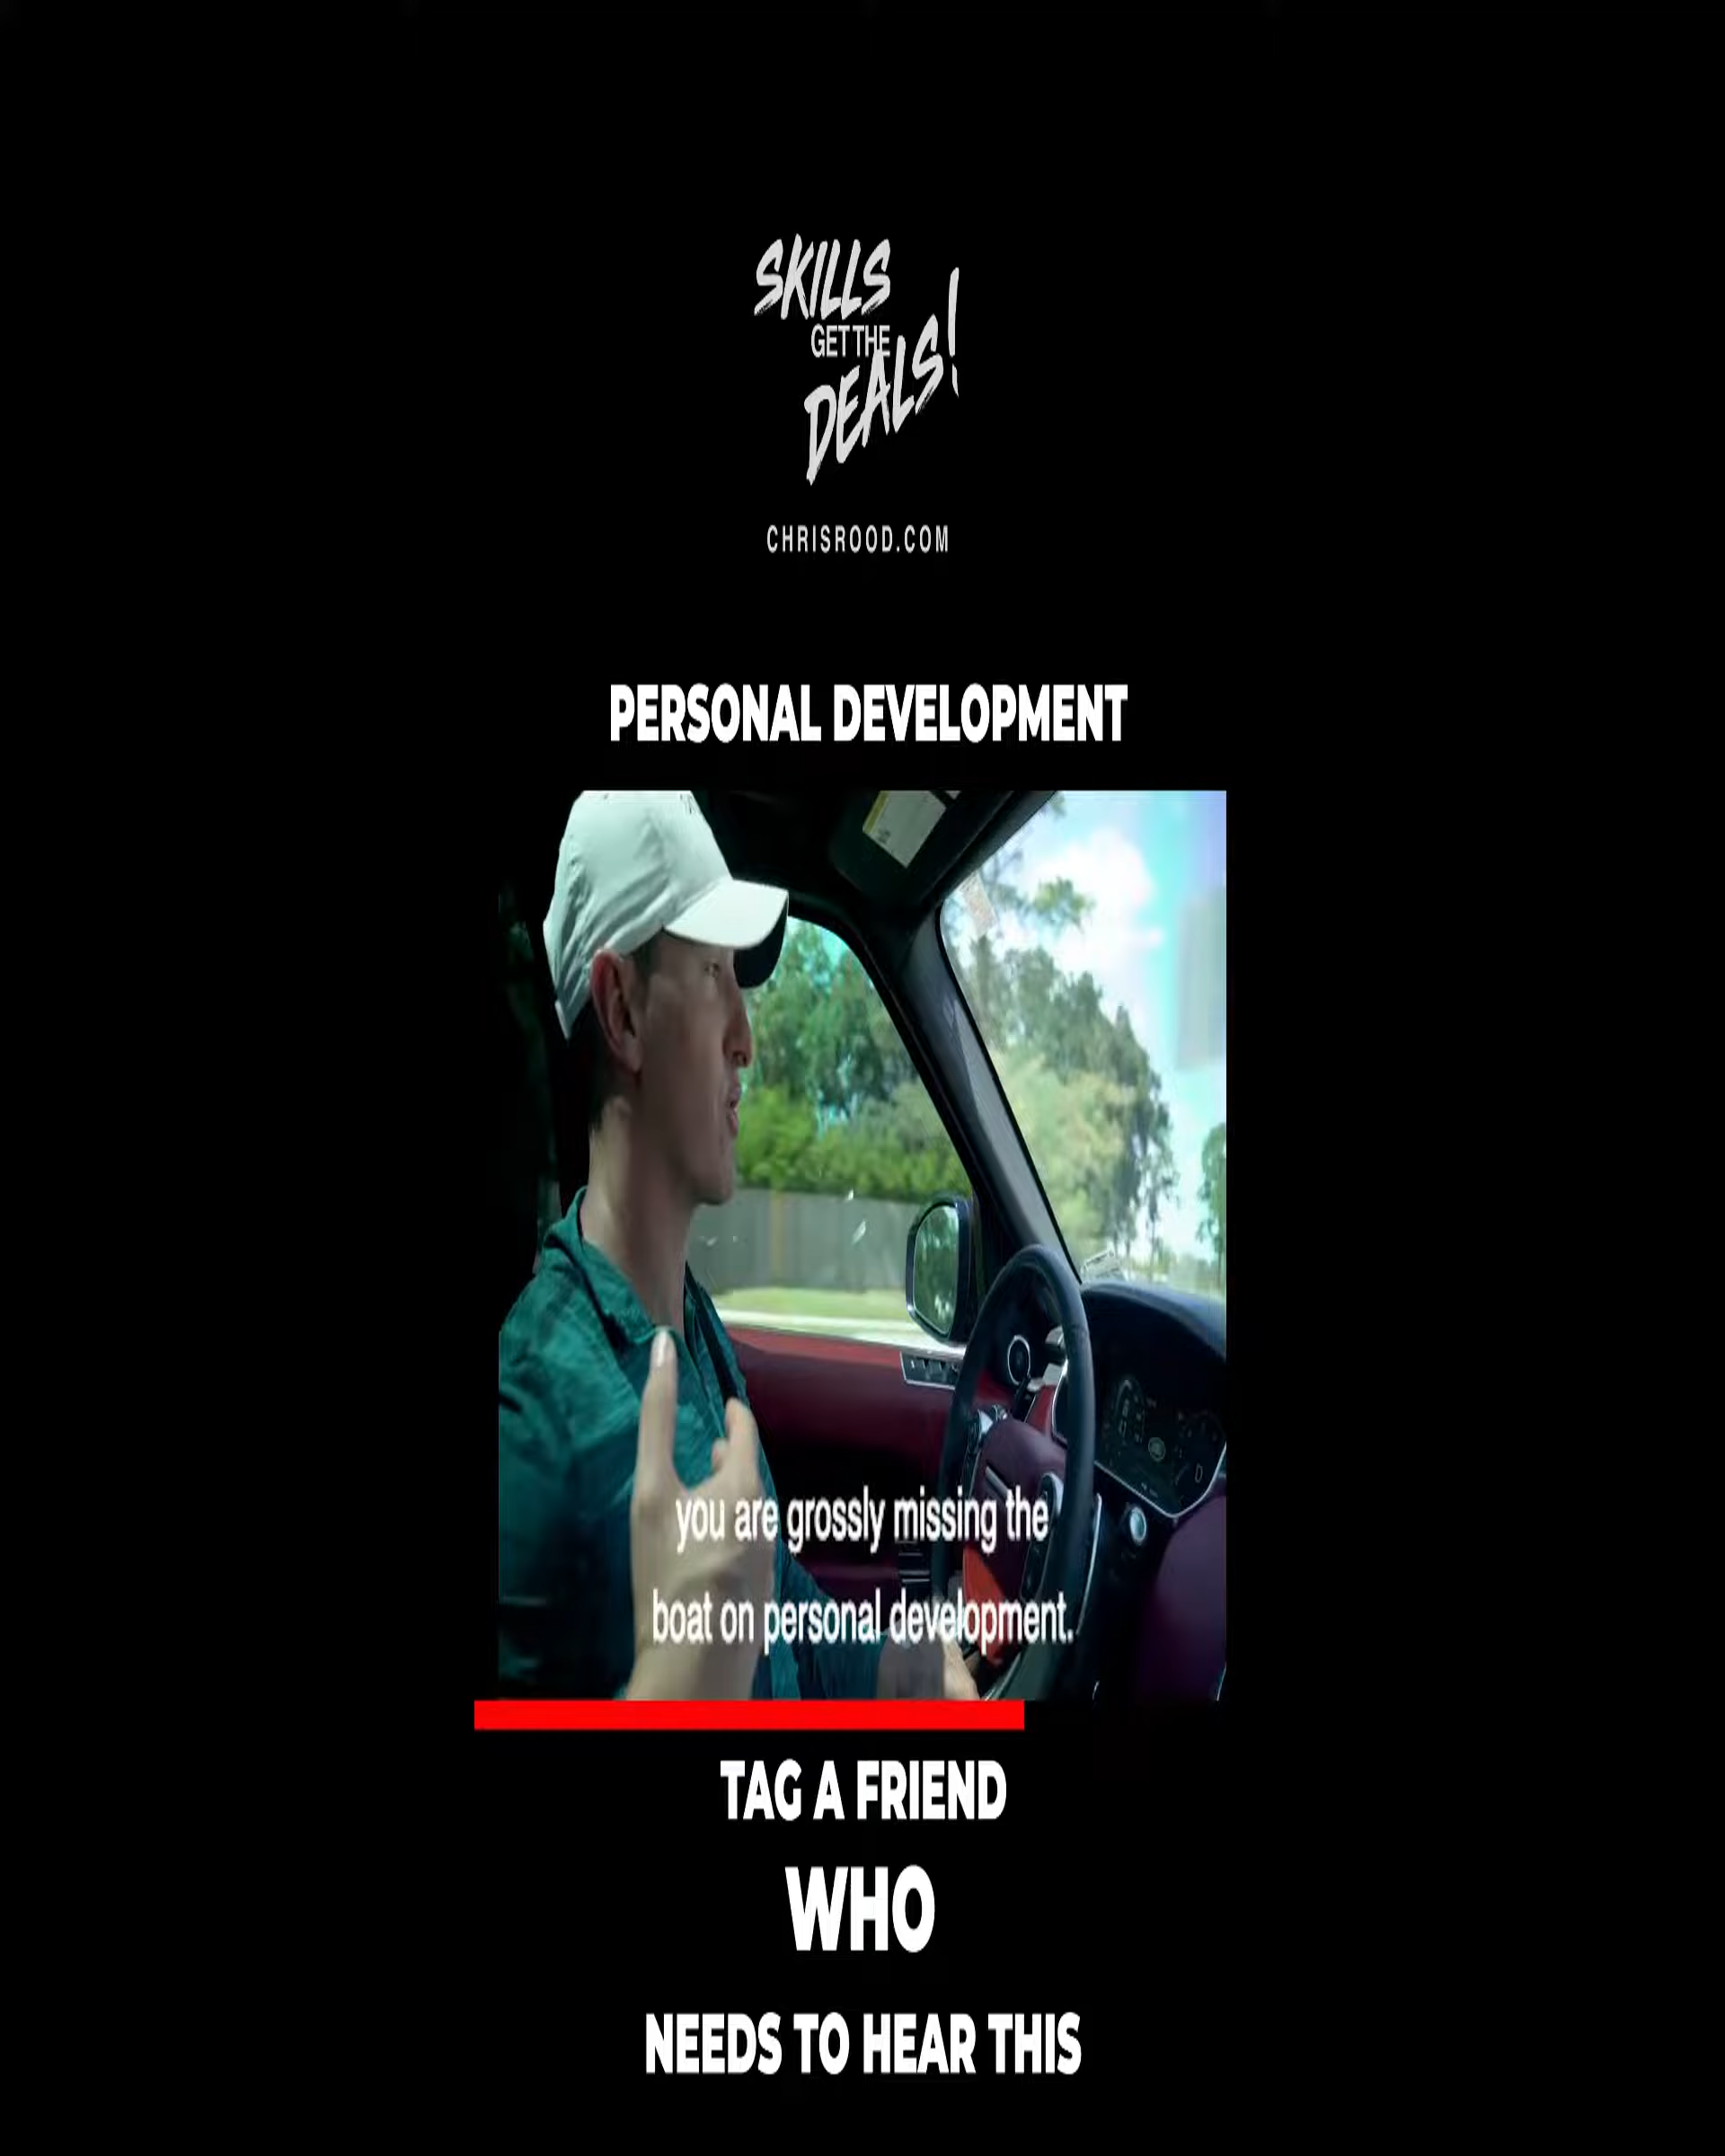 SKILLS
GET THE
DEALS!
CHRISROOD.COM
PERSONAL DEVELOPMENT
you are grossly missing the
boat on personal development.
TAG A FRIEND
WHO
NEEDS TO HEAR THIS